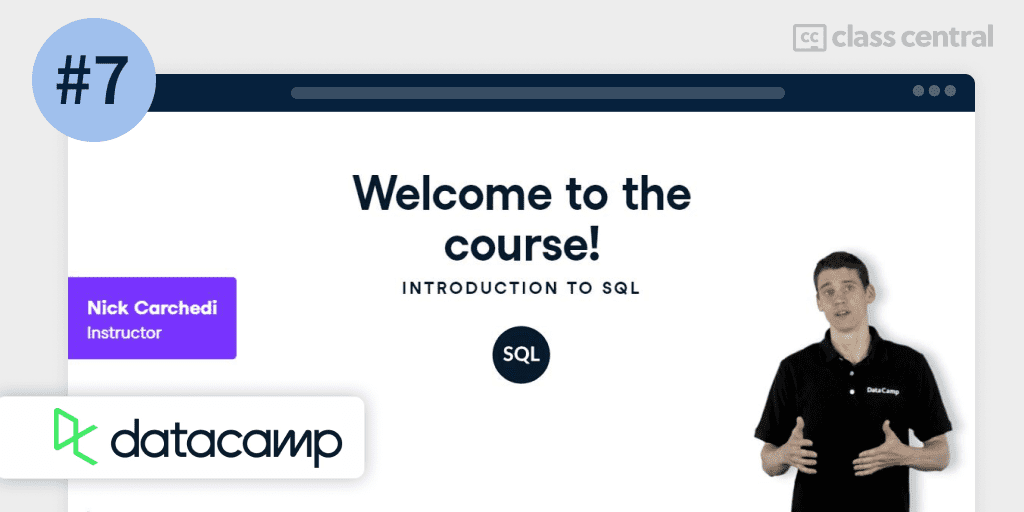 #7
cc class central
Welcome to the
course!
INTRODUCTION TO SQL
Nick Carchedi
Instructor
SQL
DataCamp
datacamp